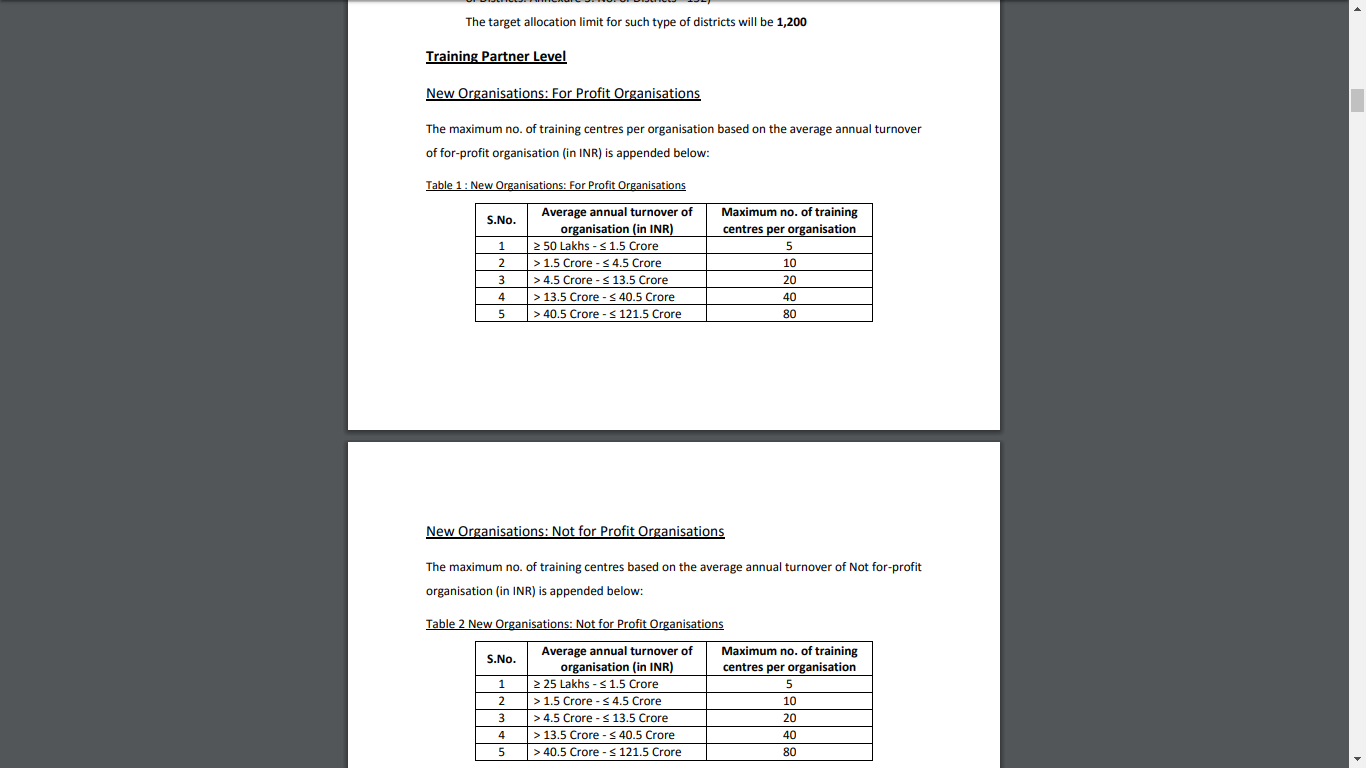 The target allocation limit for such type of districts will be 1,200
Training Partner Level
New Organisations: For Profit Organisations
The maximum no. of training centres per organisation based on the average annual turnover
of for-profit organisation (in INR) is appended below:
Table 1 : New Organisations: For Profit Organisations
S.No. Average annual turnover of organisation (in INR) Maximum no. of training centres per organisation
1 ≥ 50 Lakhs - ≤ 1.5 Crore 5
2 > 1.5 Crore - ≤ 4.5 Crore 10
3 > 4.5 Crore - ≤ 13.5 Crore 20
4 > 13.5 Crore - ≤ 40.5 Crore 40
5 > 40.5 Crore - ≤ 121.5 Crore 80
New Organisations: Not for Profit Organisations
The maximum no. of training centres based on the average annual turnover of Not for-profit
organisation (in INR) is appended below:
Table 2 New Organisations: Not for Profit Organisations
S.No. Average annual turnover of organisation (in INR) Maximum no. of training centres per organisation
1 ≥ 25 Lakhs - ≤ 1.5 Crore 5
2 > 1.5 Crore - ≤ 4.5 Crore 10
3 > 4.5 Crore - ≤ 13.5 Crore 20
4 > 13.5 Crore - ≤ 40.5 Crore 40
5 > 40.5 Crore - ≤ 121.5 Crore 80